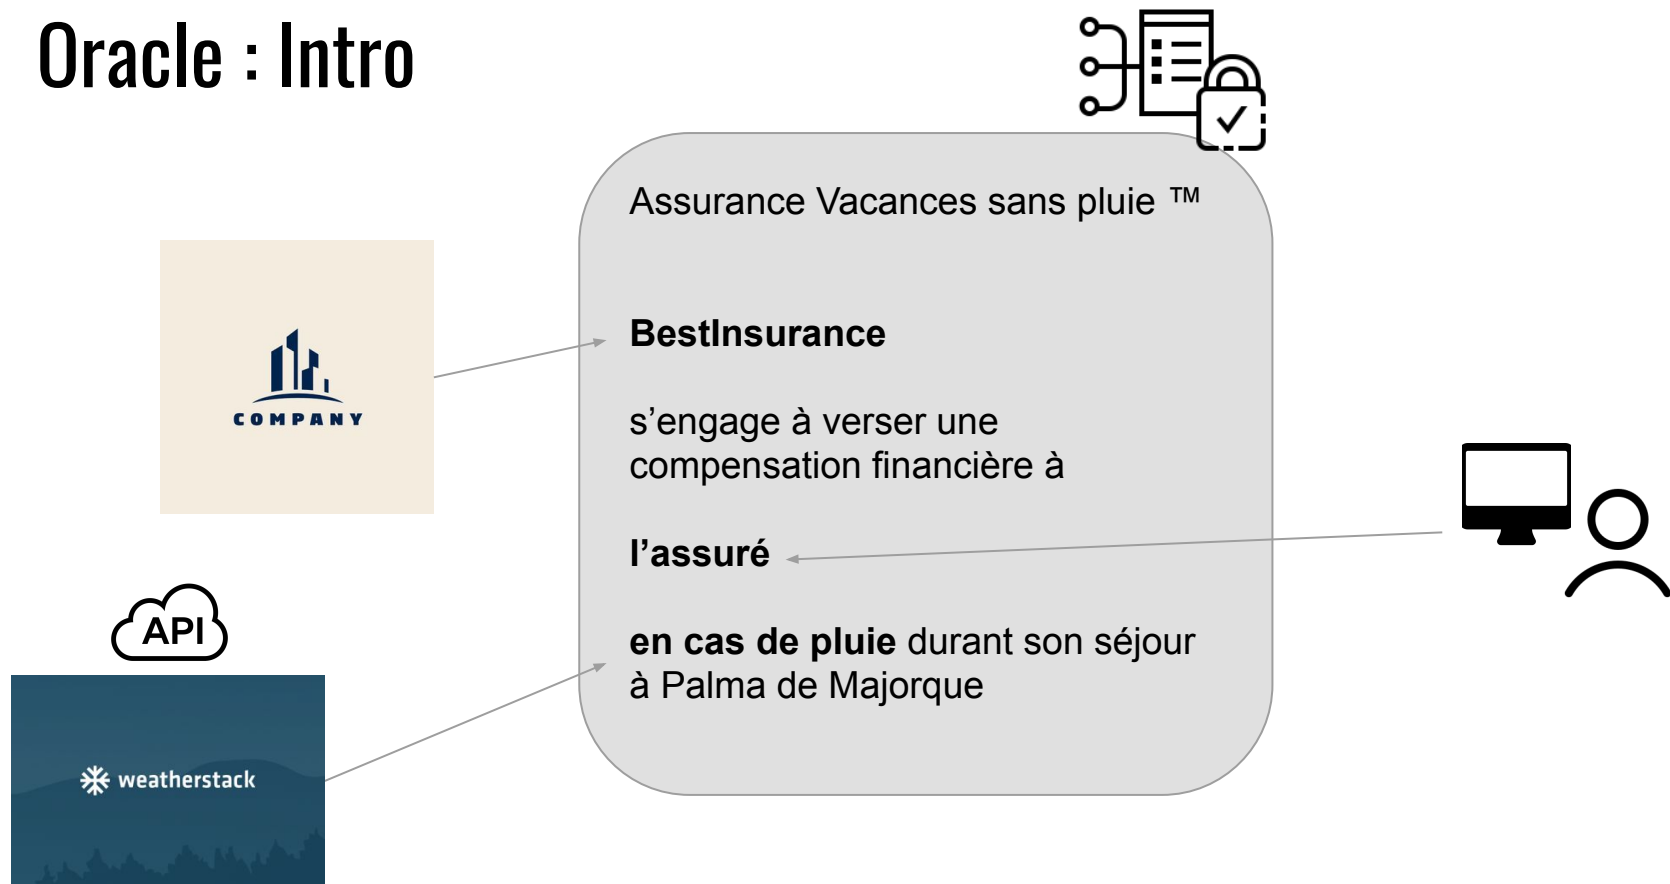 Oracle : Intro
Assurance Vacances sans pluie ™
BestInsurance
s’engage à verser une
compensation financière à
l’assuré
en cas de pluie durant son séjour
à Palma de Majorque
COMPANY
API
weatherstack